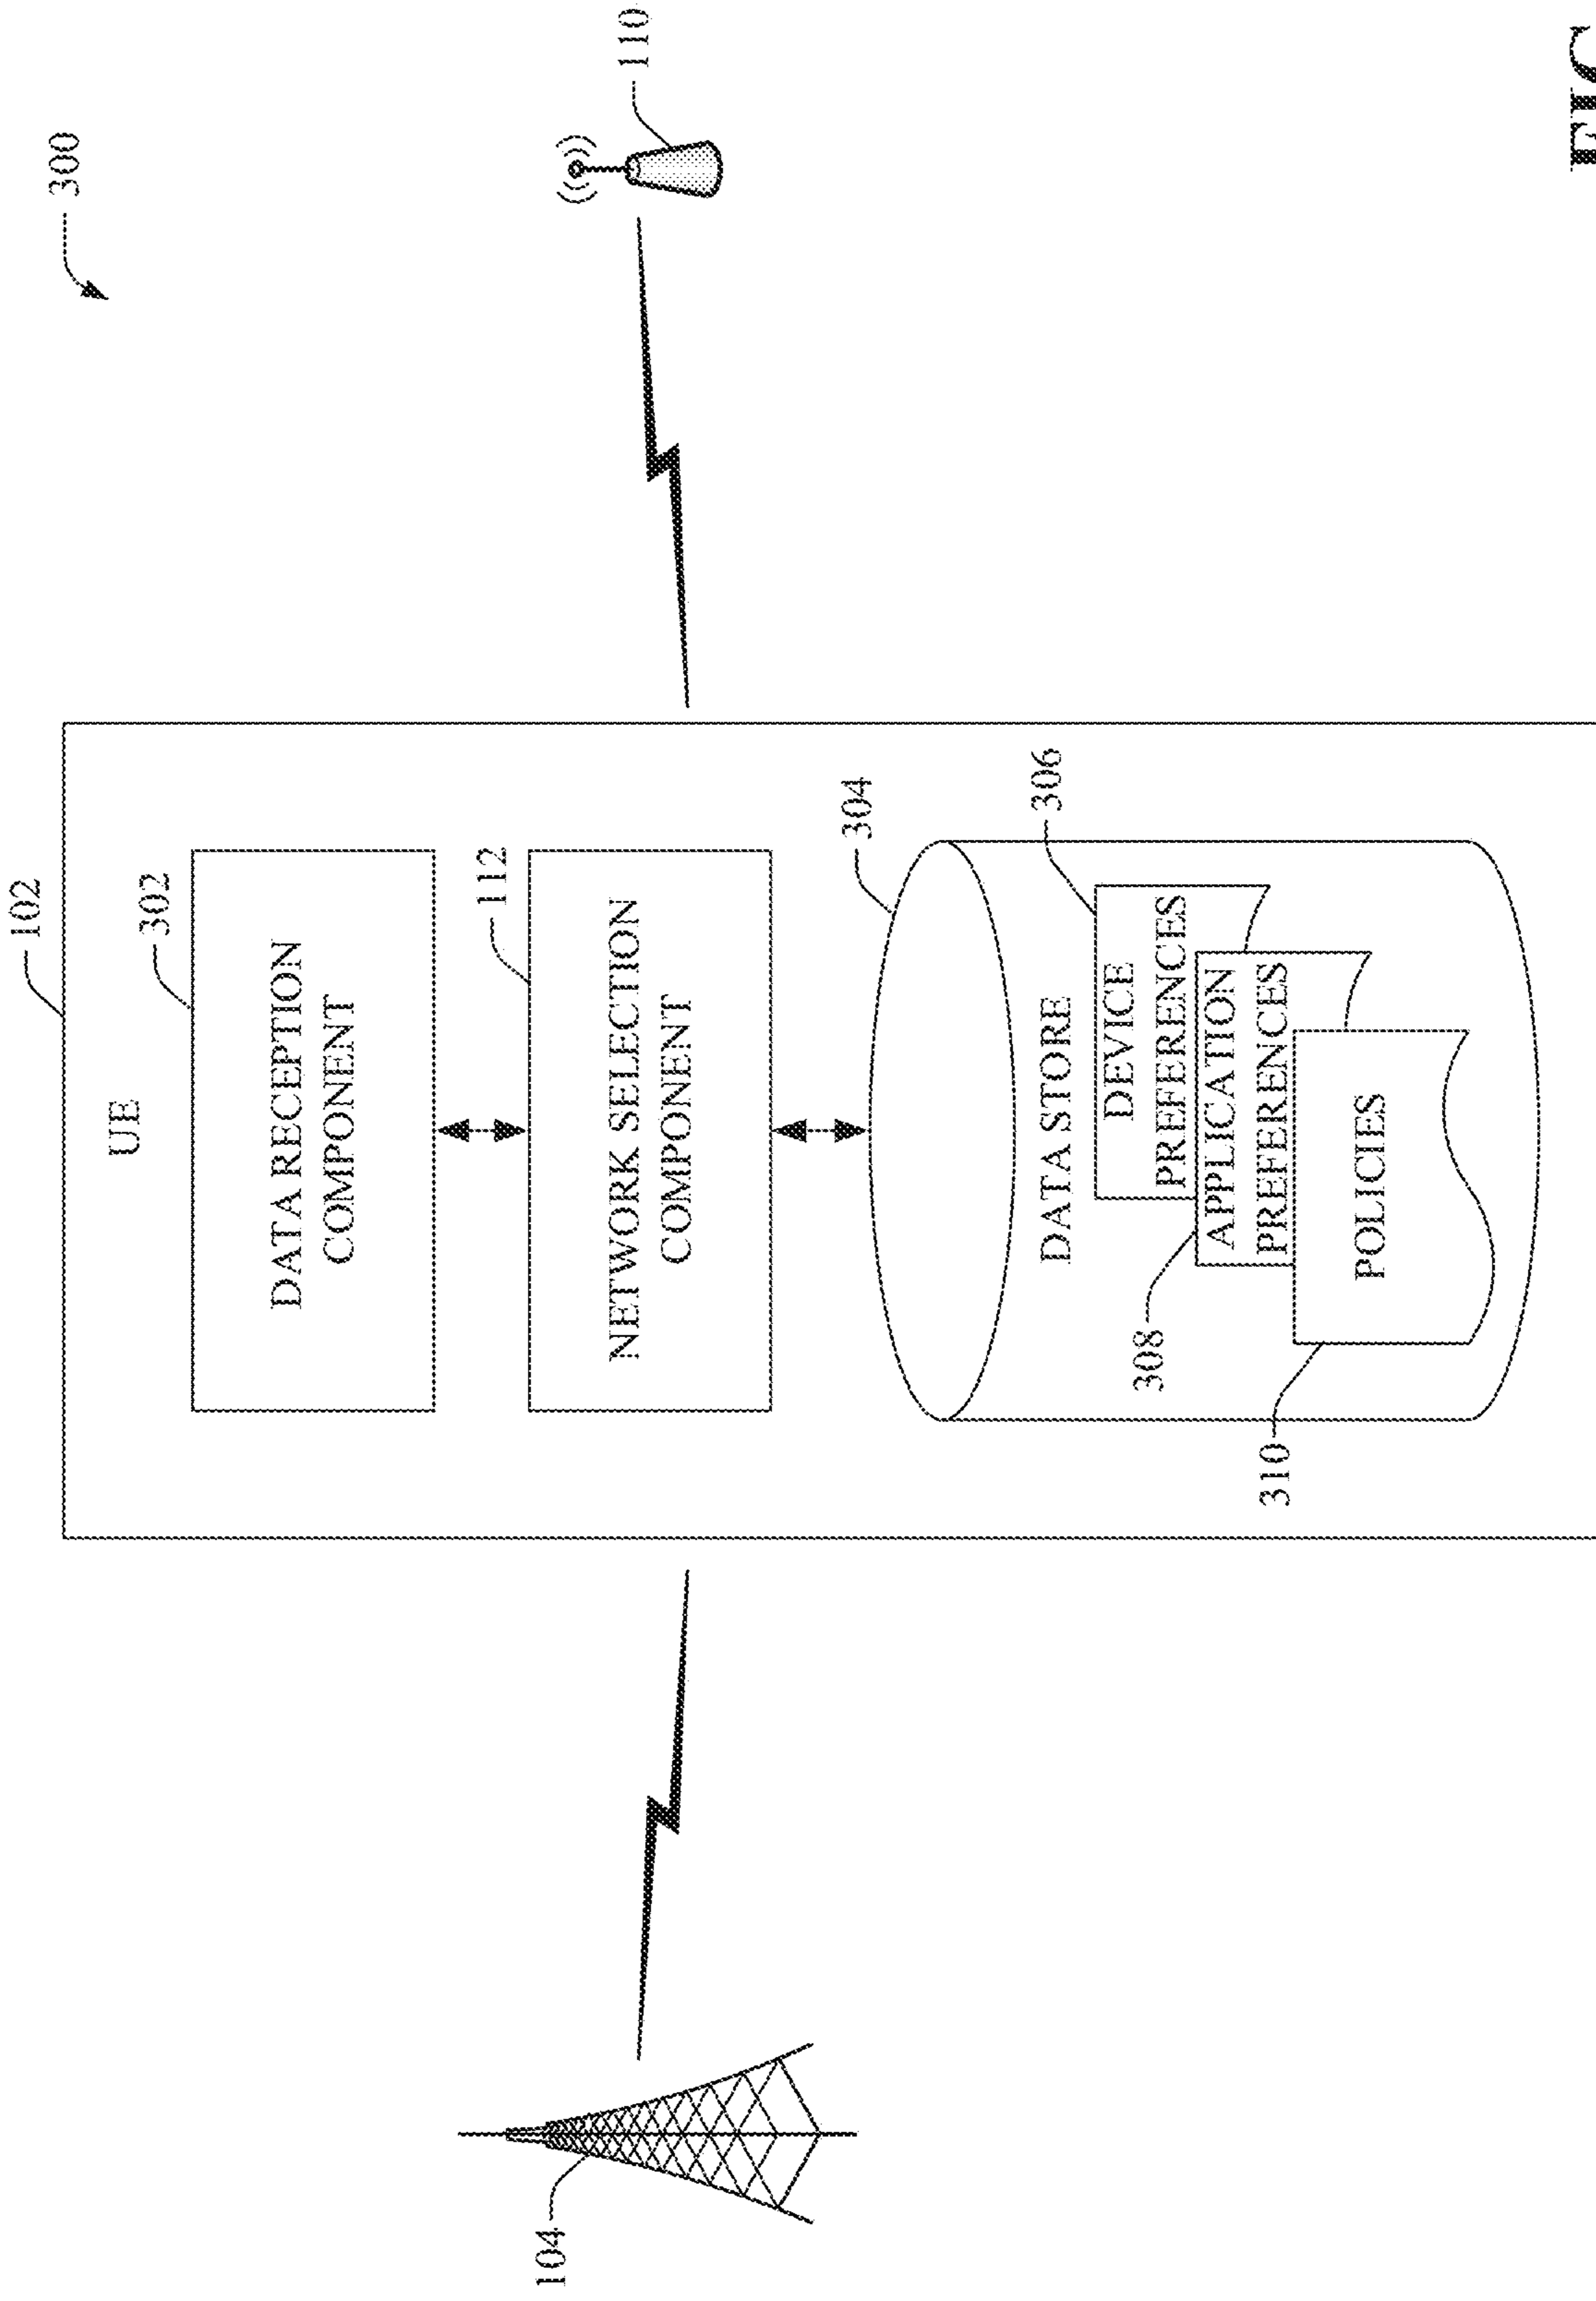 300
102
UE
302
DATA RECEPTION
COMPONENT
112
NETWORK SELECTION
COMPONENT
304
DATA STORE
306
DEVICE
PREFERENCES
308
APPLICATION
PREFERENCES
310
POLICIES
104
110